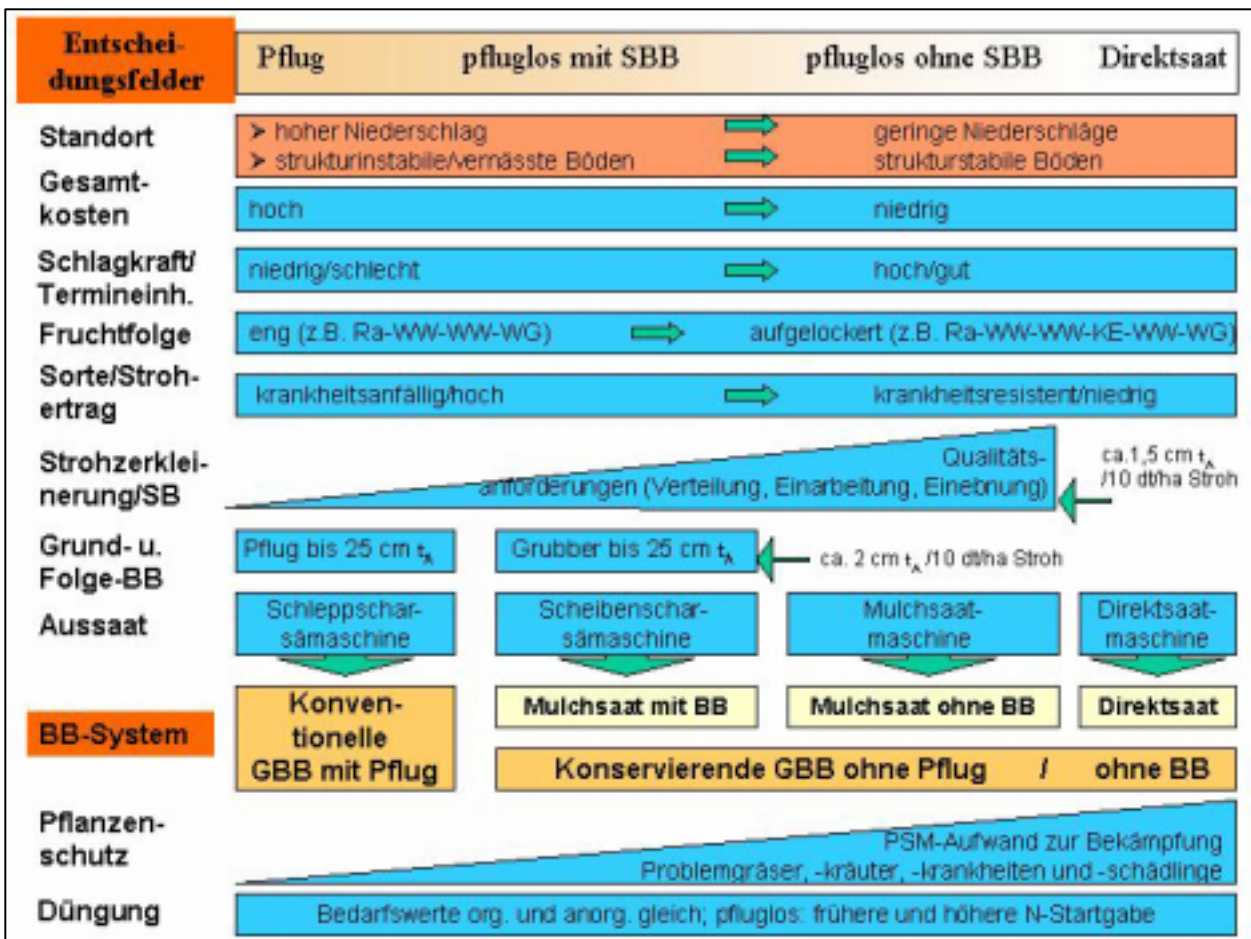 Entschei-
dungsfelder
Pflug pfluglos mit SBB pfluglos ohne SBB Direktsaat
Standort
➤ hoher Niederschlag geringe Niederschläge
➤ strukturinstabile/vernässte Böden strukturstabile Böden
Gesamt-
kosten
hoch niedrig
Schlagkraft/
Termineinh.
niedrig/schlecht hoch/gut
Fruchtfolge
eng (z.B. Ra-WW-WW-WG) aufgelockert (z.B. Ra-WW-WW-KE-WW-WG)
Sorte/Stroh-
ertrag
krankheitsanfällig/hoch krankheitsresistent/niedrig
Strohzerklei-
nerung/SB
Qualitäts-
anforderungen (Verteilung, Einarbeitung, Einebnung)
ca.1,5 cm tA
/10 dt/ha Stroh
Grund- u.
Folge-BB
Pflug bis 25 cm tA Grubber bis 25 cm tA ca. 2 cm tA /10 dt/ha Stroh
Aussaat
Schleppschar-
sämaschine
Scheibenschar-
sämaschine
Mulchsaat-
maschine
Direktsaat-
maschine
BB-System
Konven-
tionelle
GBB mit Pflug
Mulchsaat mit BB Mulchsaat ohne BB Direktsaat
Konservierende GBB ohne Pflug / ohne BB
Pflanzen-
schutz
PSM-Aufwand zur Bekämpfung
Problemgräser, -kräuter, -krankheiten und -schädlinge
Düngung
Bedarfswerte org. und anorg. gleich; pfluglos: frühere und höhere N-Startgabe